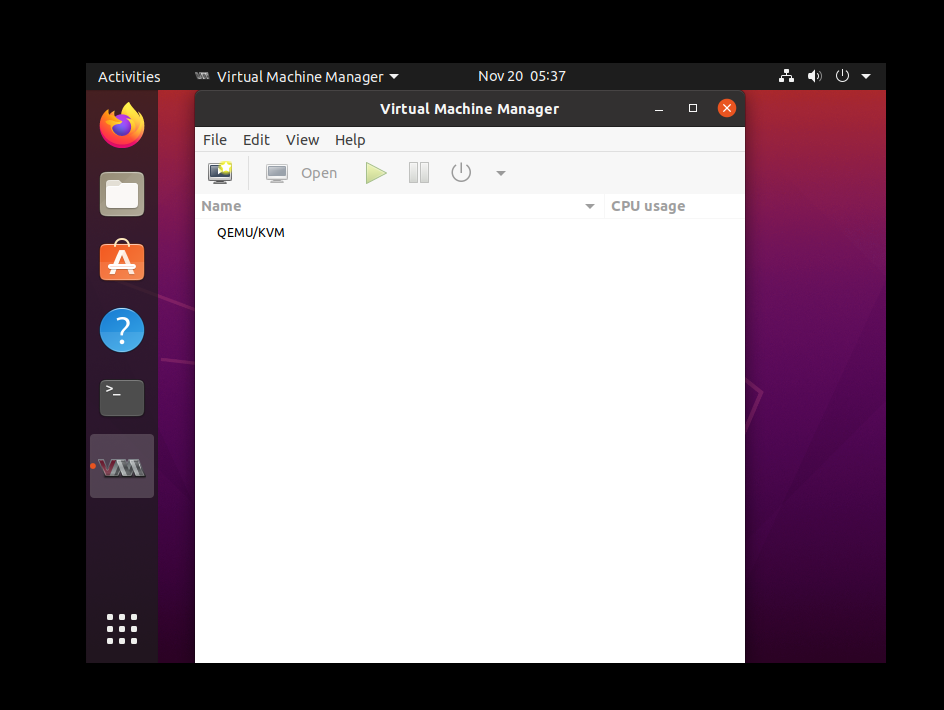 Activities Virtual Machine Manager Nov 20 05:37
Virtual Machine Manager
File Edit View Help
Open
Name CPU usage
QEMU/KVM
?
>_
VM